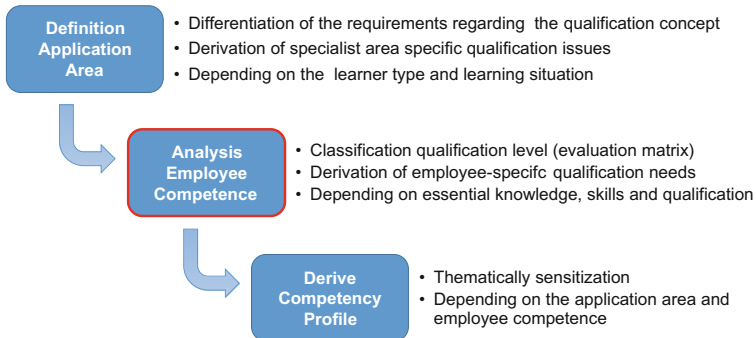 Definition
Application
Area
• Differentiation of the requirements regarding the qualification concept
• Derivation of specialist area specific qualification issues
• Depending on the learner type and learning situation
Analysis
Employee
Competence
• Classification qualification level (evaluation matrix)
• Derivation of employee-specifc qualification needs
• Depending on essential knowledge, skills and qualification
Derive
Competency
Profile
• Thematically sensitization
• Depending on the application area and
employee competence